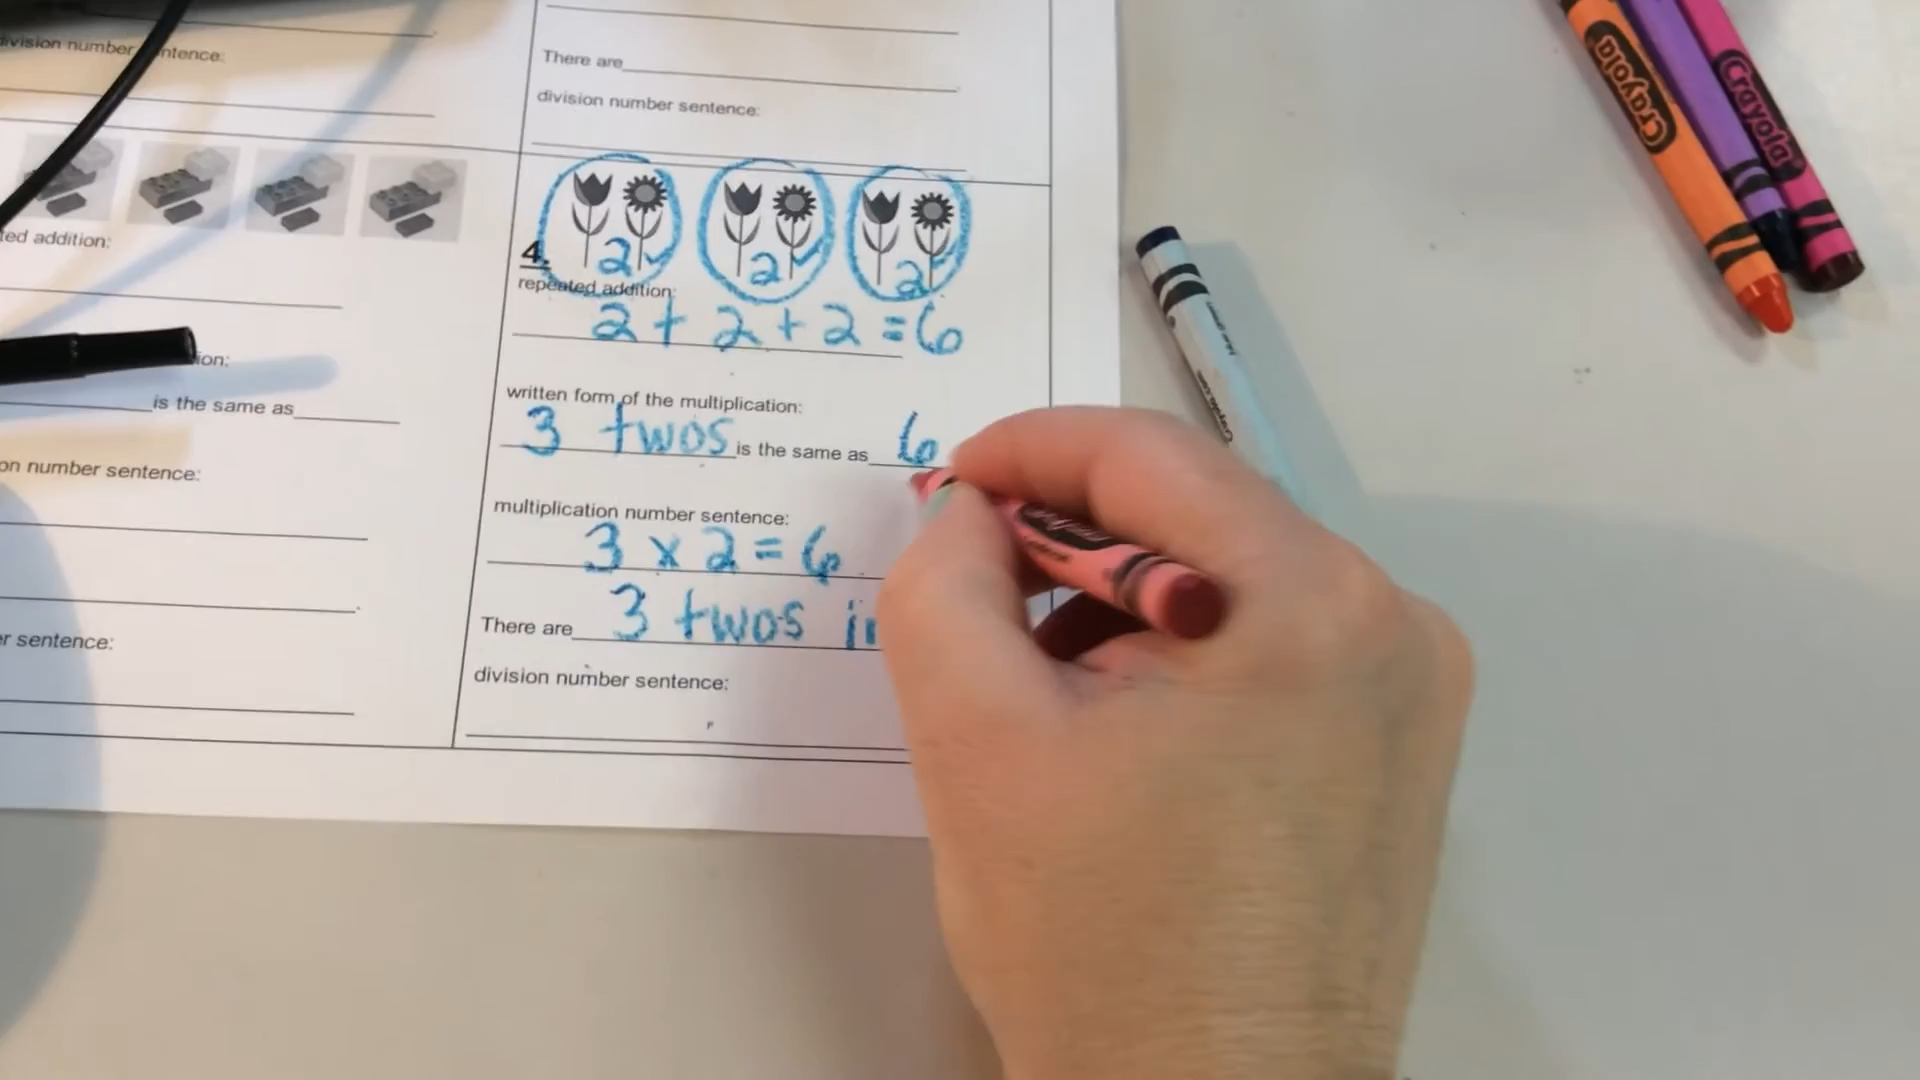 division number sentence:
ted addition:
ion:
is the same as
on number sentence:
er sentence:
There are
division number sentence:
2 2 2
4.
repeated addition:
2 + 2 + 2 = 6
written form of the multiplication:
3 twos is the same as 6
multiplication number sentence:
3 x 2 = 6
There are 3 twos in
division number sentence:
Crayola
Crayola